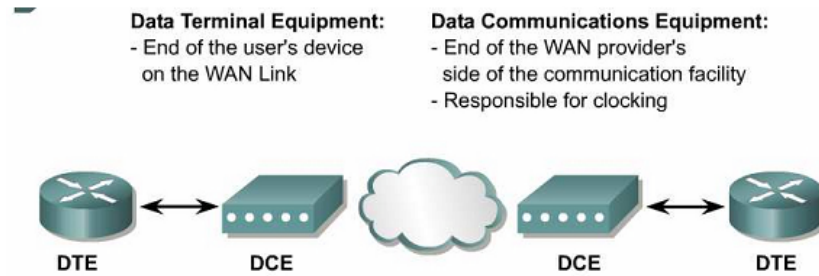 Data Terminal Equipment:
- End of the user's device
on the WAN Link
Data Communications Equipment:
- End of the WAN provider's
side of the communication facility
- Responsible for clocking
DTE
DCE
DCE
DTE